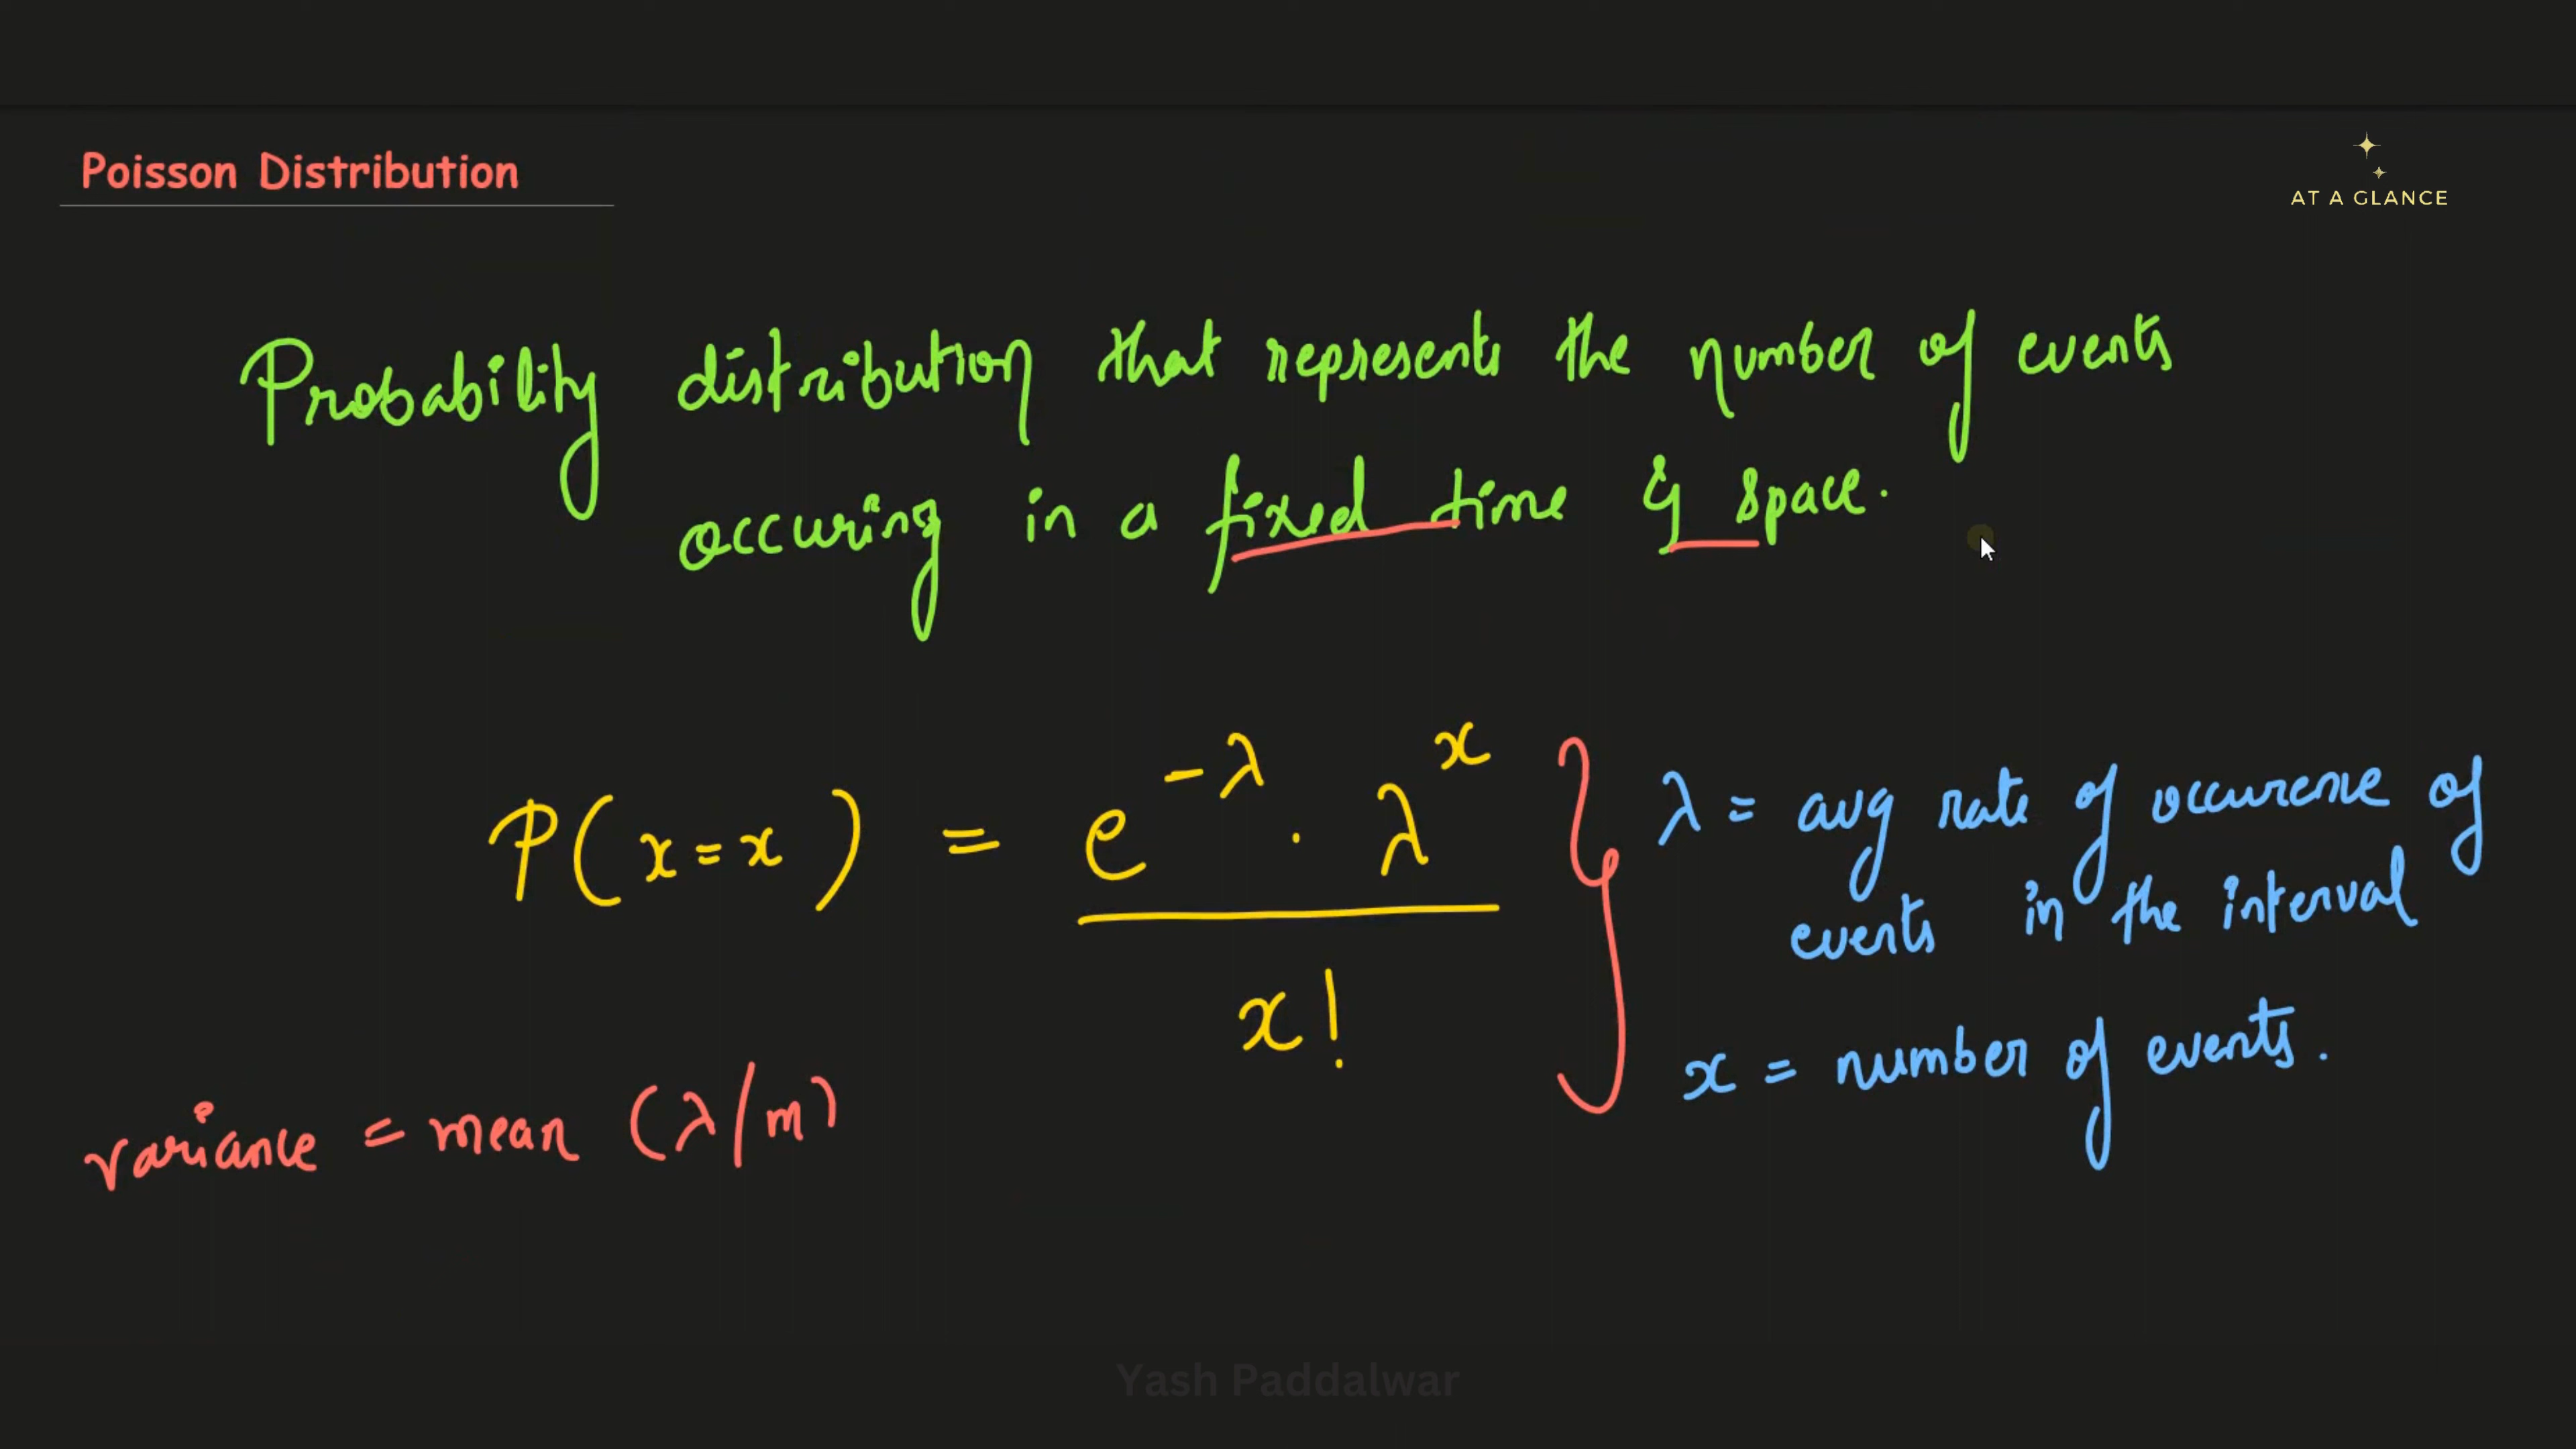 Poisson Distribution
AT A GLANCE
Probability distribution that represents the number of events
occuring in a fixed time & space.
P(x=x) = e^-λ . λ^x
x!
λ = avg rate of occurence of
events in the interval
x = number of events.
variance = mean (λ/m)
Yash Paddalwar